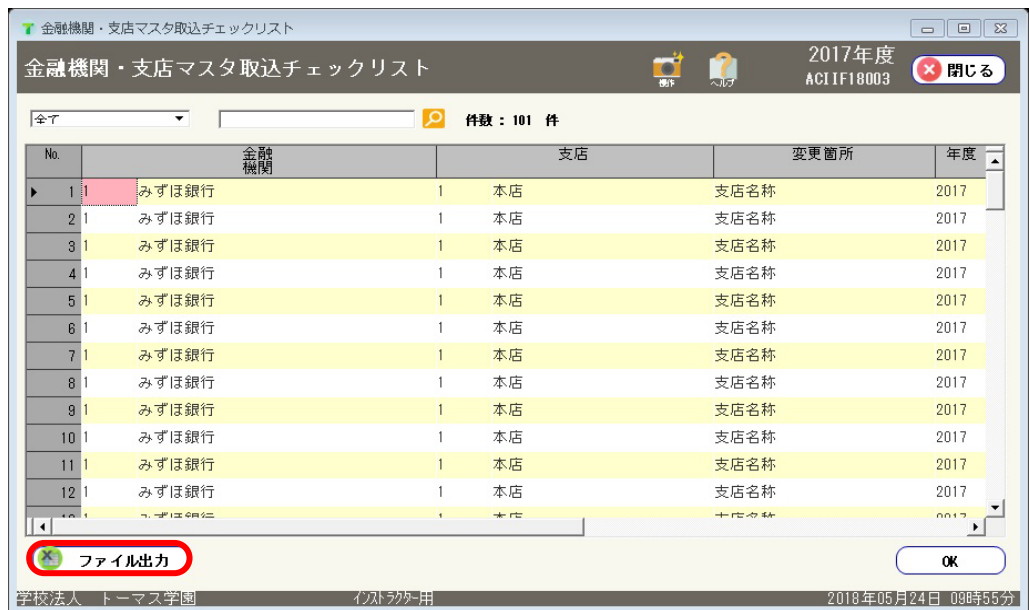 金融機関・支店マスタ取込チェックリスト
金融機関・支店マスタ取込チェックリスト
操作
ヘルプ
2017年度
ACIIF18003
閉じる
全て
件数 : 101 件
No. 金融機関 支店 変更箇所 年度
1 1 みずほ銀行 1 本店 支店名称 2017
2 1 みずほ銀行 1 本店 支店名称 2017
3 1 みずほ銀行 1 本店 支店名称 2017
4 1 みずほ銀行 1 本店 支店名称 2017
5 1 みずほ銀行 1 本店 支店名称 2017
6 1 みずほ銀行 1 本店 支店名称 2017
7 1 みずほ銀行 1 本店 支店名称 2017
8 1 みずほ銀行 1 本店 支店名称 2017
9 1 みずほ銀行 1 本店 支店名称 2017
10 1 みずほ銀行 1 本店 支店名称 2017
11 1 みずほ銀行 1 本店 支店名称 2017
12 1 みずほ銀行 1 本店 支店名称 2017
ファイル出力
OK
学校法人 トーマス学園 インストラクター用 2018年05月24日 09時55分